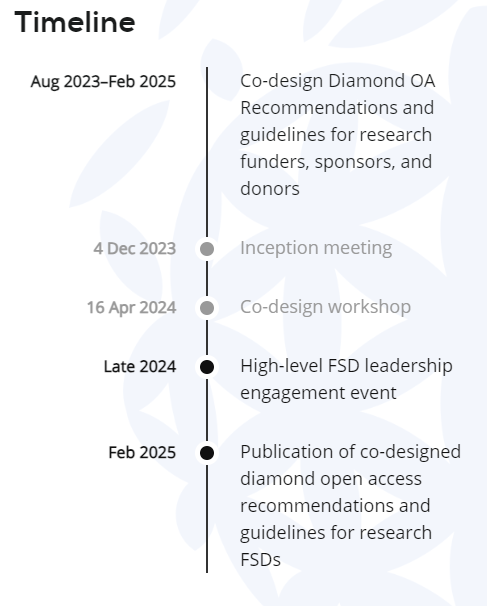 Timeline
Aug 2023–Feb 2025
Co-design Diamond OA
Recommendations and
guidelines for research
funders, sponsors, and
donors
4 Dec 2023
Inception meeting
16 Apr 2024
Co-design workshop
Late 2024
High-level FSD leadership
engagement event
Feb 2025
Publication of co-designed
diamond open access
recommendations and
guidelines for research
FSDs